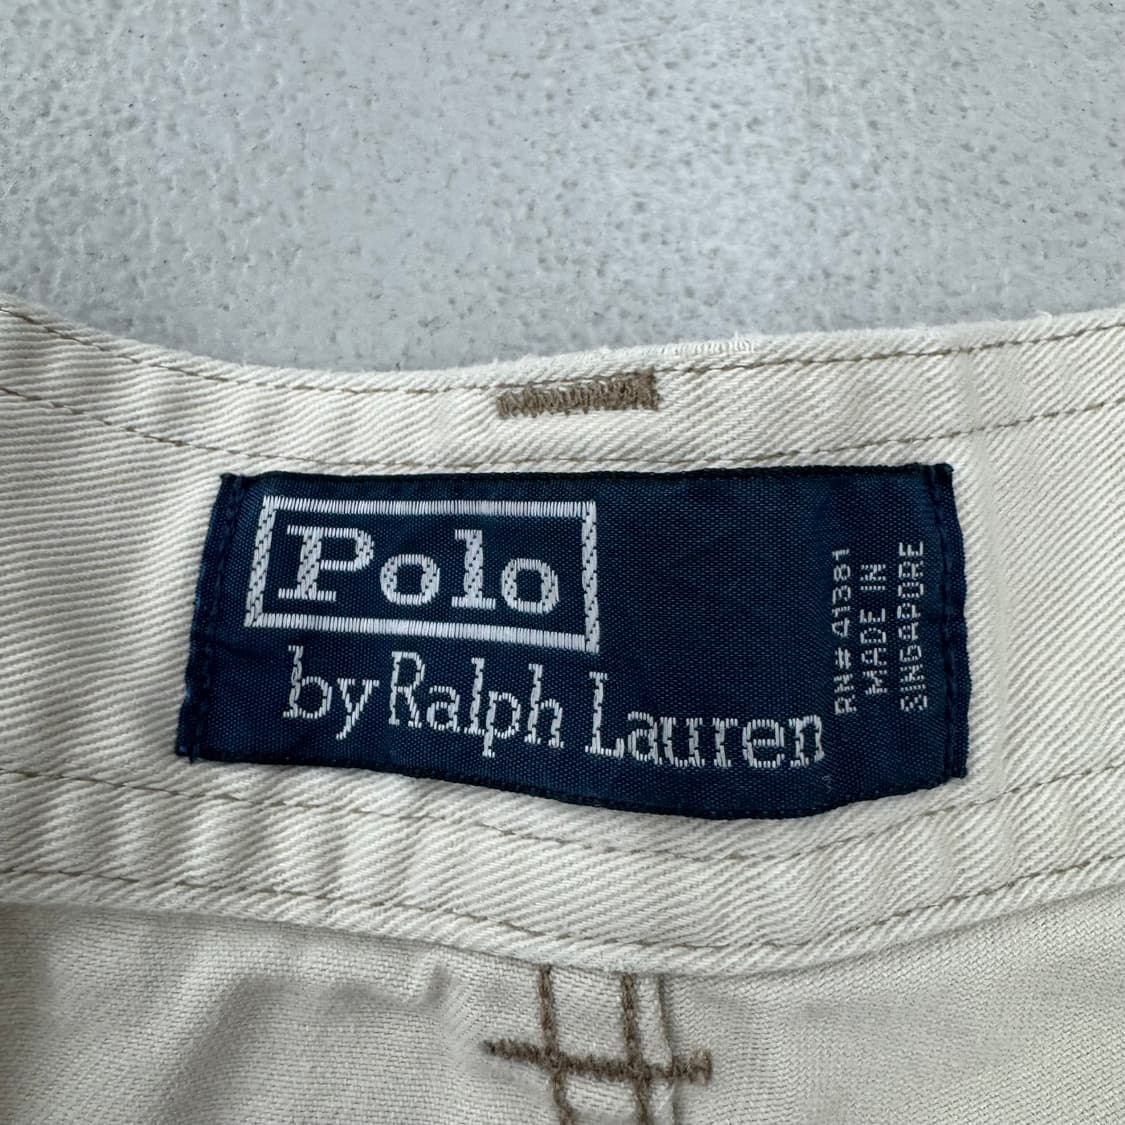 Polo
by Ralph Lauren
RN# 41381
MADE IN
SINGAPORE